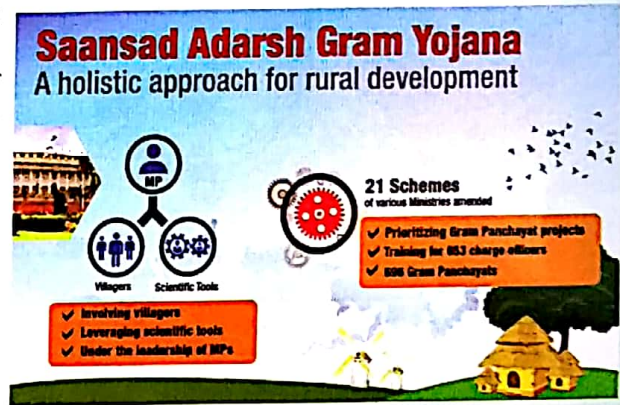 Saansad Adarsh Gram Yojana
A holistic approach for rural development
MP
Villagers
Scientific Tools
Involving villagers
Leveraging scientific tools
Under the leadership of MPs
21 Schemes
of various Ministries amended
Prioritizing Gram Panchayat projects
Training for 653 charge officers
696 Gram Panchayats